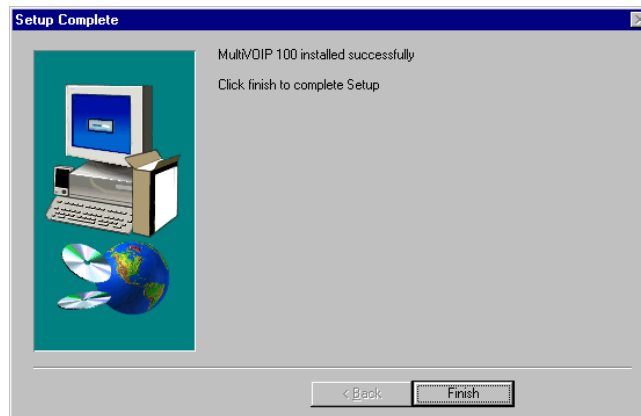 Setup Complete
MultiVOIP 100 installed successfully
Click finish to complete Setup
< Back
Finish